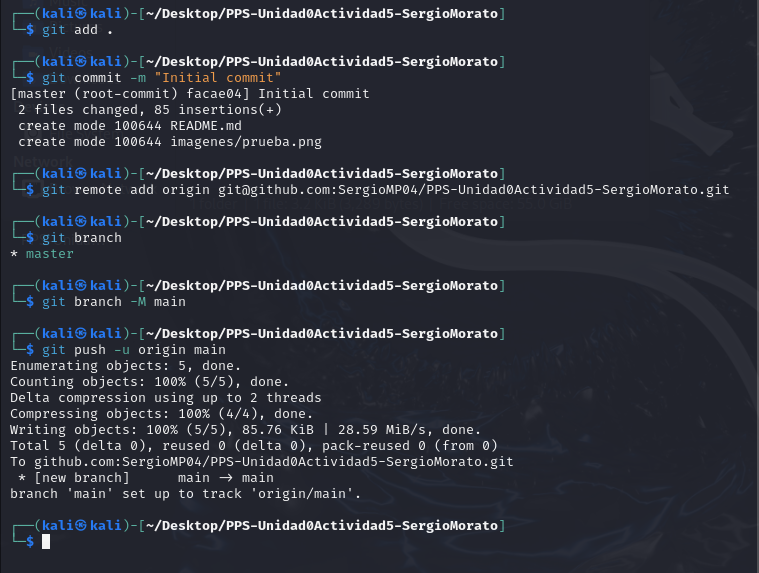 ┌──(kali㉿kali)-[~/Desktop/PPS-Unidad0Actividad5-SergioMorato]
└─$ git add .
┌──(kali㉿kali)-[~/Desktop/PPS-Unidad0Actividad5-SergioMorato]
└─$ git commit -m "Initial commit"
[master (root-commit) facae04] Initial commit
 2 files changed, 85 insertions(+)
 create mode 100644 README.md
 create mode 100644 imagenes/prueba.png
┌──(kali㉿kali)-[~/Desktop/PPS-Unidad0Actividad5-SergioMorato]
└─$ git remote add origin git@github.com:SergioMP04/PPS-Unidad0Actividad5-SergioMorato.git
┌──(kali㉿kali)-[~/Desktop/PPS-Unidad0Actividad5-SergioMorato]
└─$ git branch
* master
┌──(kali㉿kali)-[~/Desktop/PPS-Unidad0Actividad5-SergioMorato]
└─$ git branch -M main
┌──(kali㉿kali)-[~/Desktop/PPS-Unidad0Actividad5-SergioMorato]
└─$ git push -u origin main
Enumerating objects: 5, done.
Counting objects: 100% (5/5), done.
Delta compression using up to 2 threads
Compressing objects: 100% (4/4), done.
Writing objects: 100% (5/5), 85.76 KiB | 28.59 MiB/s, done.
Total 5 (delta 0), reused 0 (delta 0), pack-reused 0 (from 0)
To github.com:SergioMP04/PPS-Unidad0Actividad5-SergioMorato.git
 * [new branch]      main -> main
branch 'main' set up to track 'origin/main'.
┌──(kali㉿kali)-[~/Desktop/PPS-Unidad0Actividad5-SergioMorato]
└─$